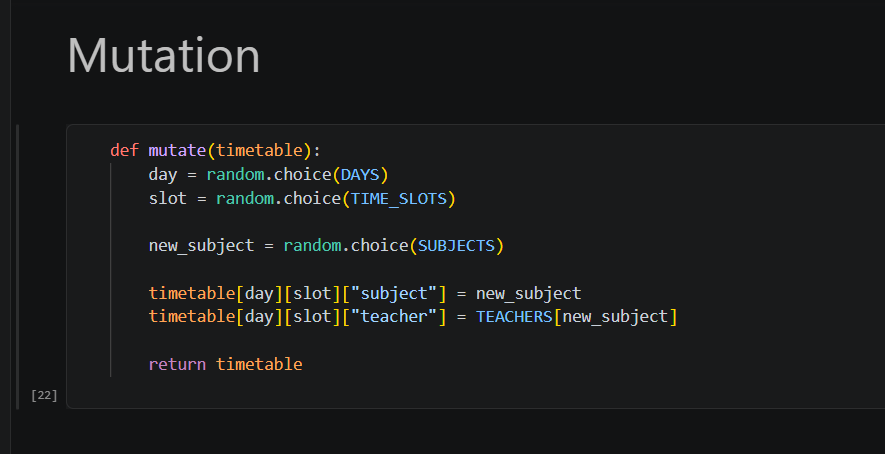 Mutation
def mutate(timetable):
    day = random.choice(DAYS)
    slot = random.choice(TIME_SLOTS)
    new_subject = random.choice(SUBJECTS)
    timetable[day][slot]["subject"] = new_subject
    timetable[day][slot]["teacher"] = TEACHERS[new_subject]
    return timetable
[22]